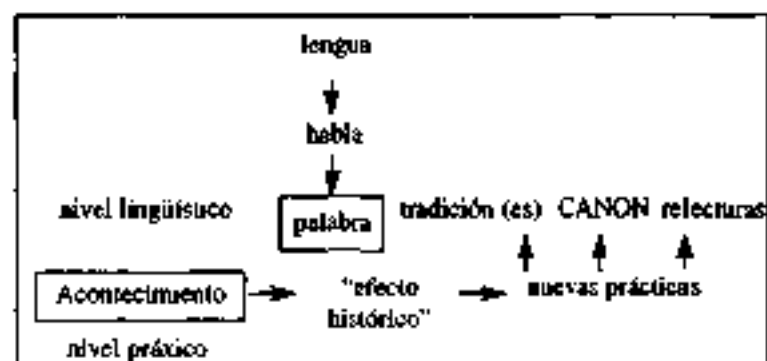 lengua
habla
nivel lingüístico palabra tradición (es) CANON relecturas
Acontecimiento "efecto histórico" nuevas prácticas
nivel práxico